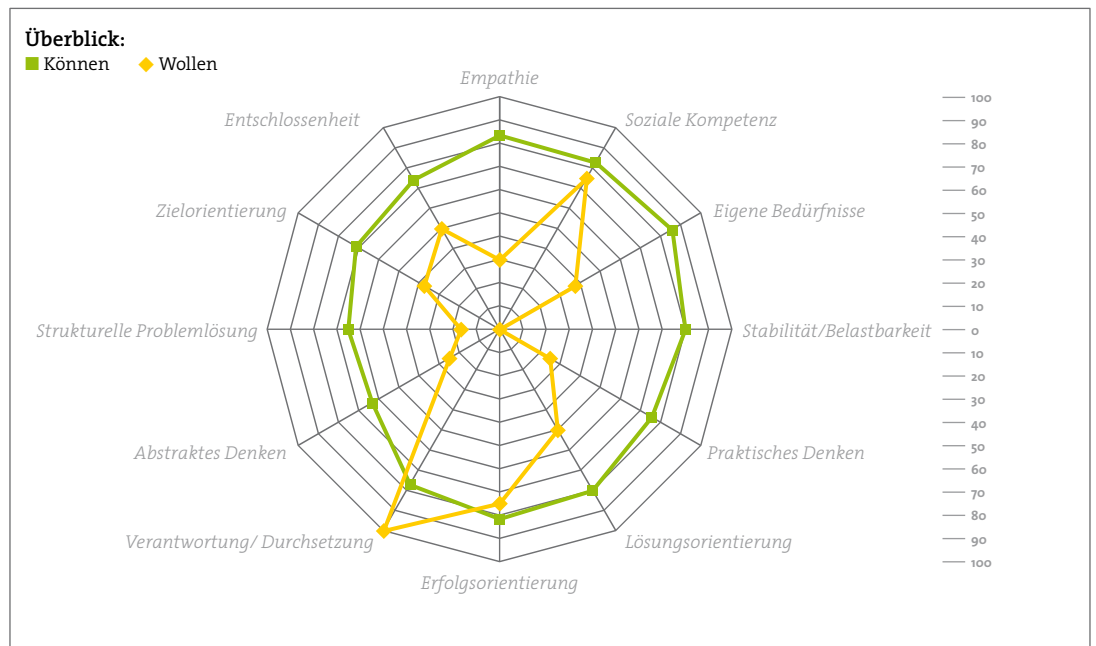 Überblick:
Können Wollen
Empathie
Entschlossenheit Soziale Kompetenz
Zielorientierung Eigene Bedürfnisse
Strukturelle Problemlösung Stabilität/Belastbarkeit
Abstraktes Denken Praktisches Denken
Verantwortung/ Durchsetzung Lösungsorientierung
Erfolgsorientierung
100
90
80
70
60
50
40
30
20
10
0
10
20
30
40
50
60
70
80
90
100